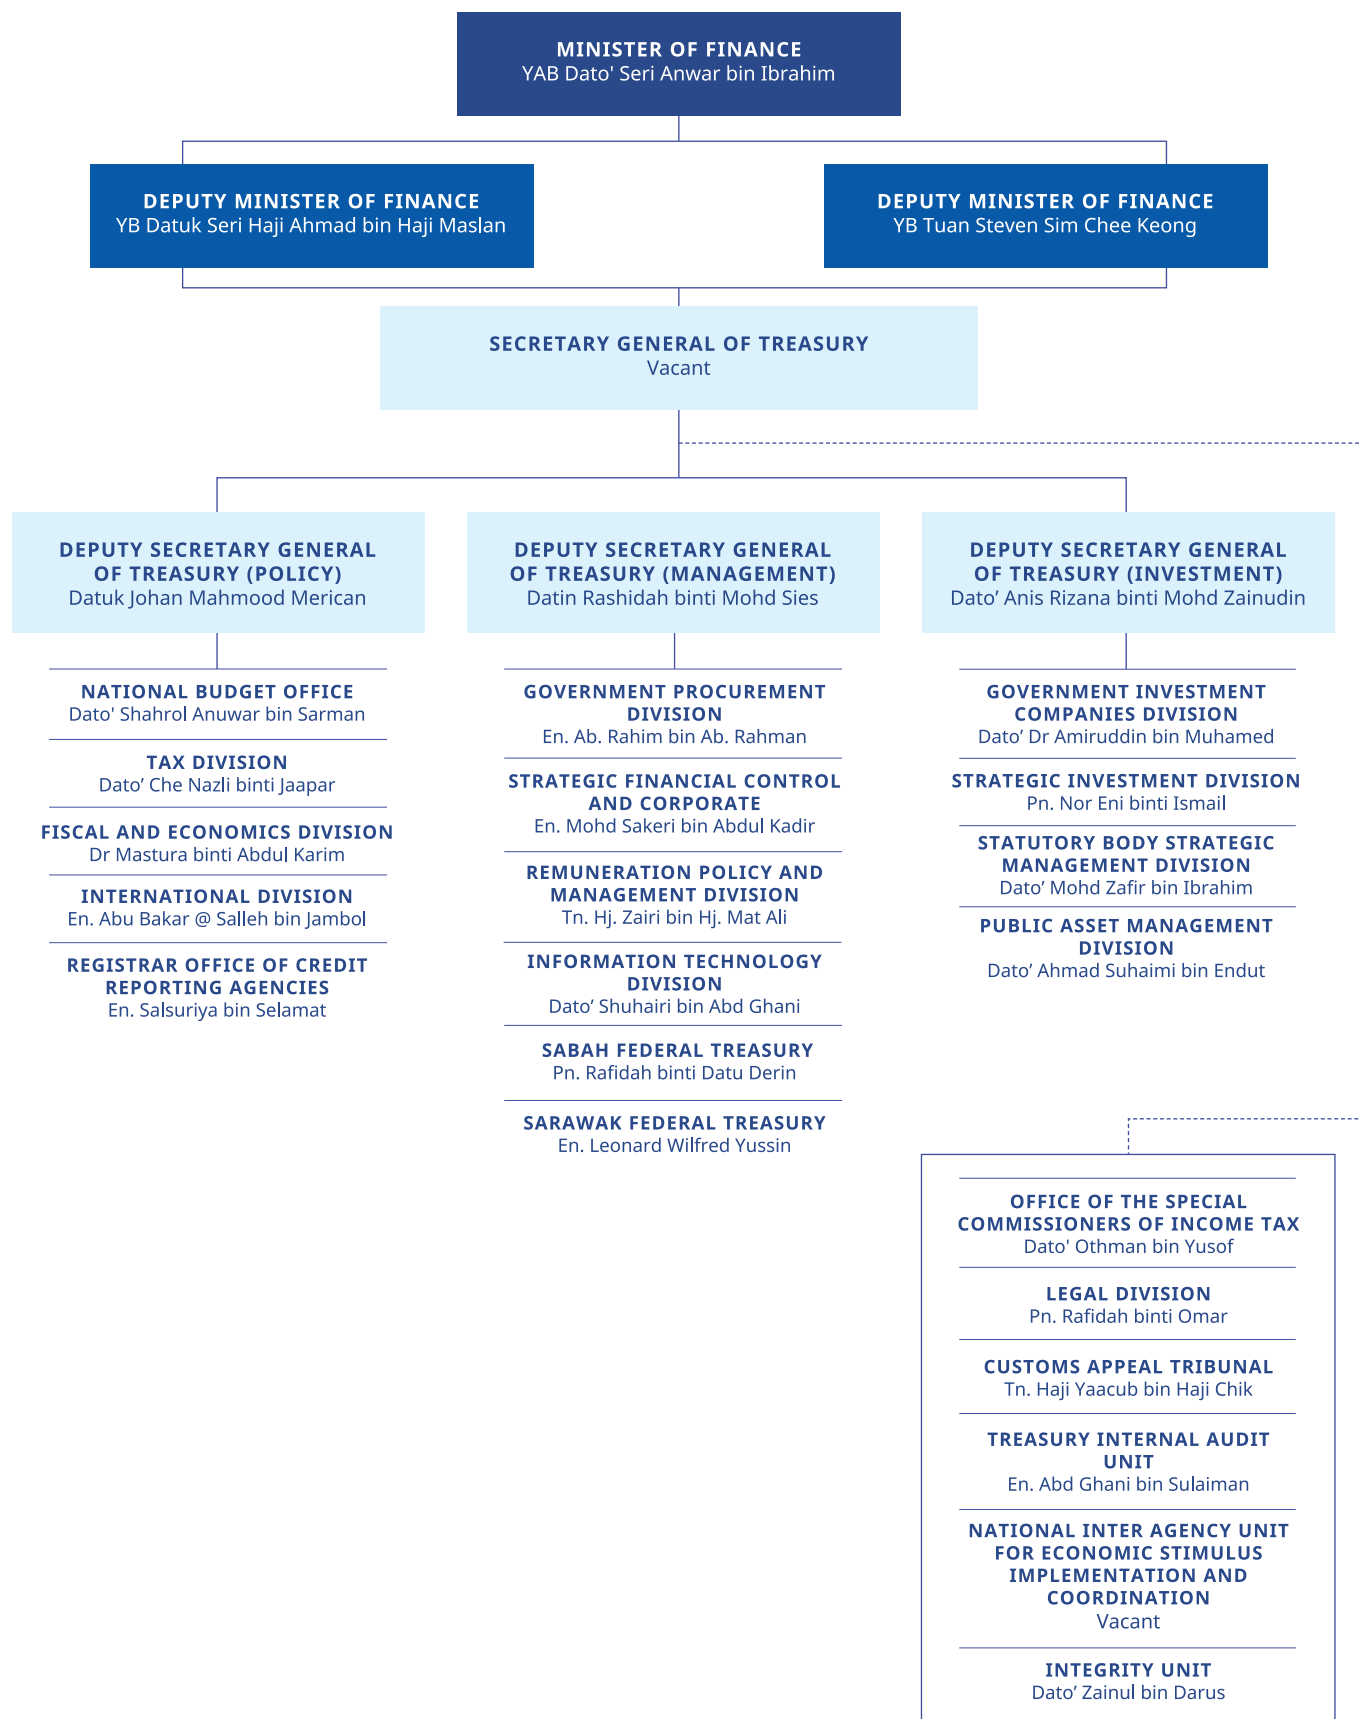 MINISTER OF FINANCE
YAB Dato' Seri Anwar bin Ibrahim
DEPUTY MINISTER OF FINANCE
YB Datuk Seri Haji Ahmad bin Haji Maslan
DEPUTY MINISTER OF FINANCE
YB Tuan Steven Sim Chee Keong
SECRETARY GENERAL OF TREASURY
Vacant
DEPUTY SECRETARY GENERAL
OF TREASURY (POLICY)
Datuk Johan Mahmood Merican
NATIONAL BUDGET OFFICE
Dato' Shahrol Anuwar bin Sarman
TAX DIVISION
Dato’ Che Nazli binti Jaapar
FISCAL AND ECONOMICS DIVISION
Dr Mastura binti Abdul Karim
INTERNATIONAL DIVISION
En. Abu Bakar @ Salleh bin Jambol
REGISTRAR OFFICE OF CREDIT
REPORTING AGENCIES
En. Salsuriya bin Selamat
DEPUTY SECRETARY GENERAL
OF TREASURY (MANAGEMENT)
Datin Rashidah binti Mohd Sies
GOVERNMENT PROCUREMENT
DIVISION
En. Ab. Rahim bin Ab. Rahman
STRATEGIC FINANCIAL CONTROL
AND CORPORATE
En. Mohd Sakeri bin Abdul Kadir
REMUNERATION POLICY AND
MANAGEMENT DIVISION
Tn. Hj. Zairi bin Hj. Mat Ali
INFORMATION TECHNOLOGY
DIVISION
Dato’ Shuhairi bin Abd Ghani
SABAH FEDERAL TREASURY
Pn. Rafidah binti Datu Derin
SARAWAK FEDERAL TREASURY
En. Leonard Wilfred Yussin
DEPUTY SECRETARY GENERAL
OF TREASURY (INVESTMENT)
Dato’ Anis Rizana binti Mohd Zainudin
GOVERNMENT INVESTMENT
COMPANIES DIVISION
Dato’ Dr Amiruddin bin Muhamed
STRATEGIC INVESTMENT DIVISION
Pn. Nor Eni binti Ismail
STATUTORY BODY STRATEGIC
MANAGEMENT DIVISION
Dato’ Mohd Zafir bin Ibrahim
PUBLIC ASSET MANAGEMENT
DIVISION
Dato’ Ahmad Suhaimi bin Endut
OFFICE OF THE SPECIAL
COMMISSIONERS OF INCOME TAX
Dato' Othman bin Yusof
LEGAL DIVISION
Pn. Rafidah binti Omar
CUSTOMS APPEAL TRIBUNAL
Tn. Haji Yaacub bin Haji Chik
TREASURY INTERNAL AUDIT
UNIT
En. Abd Ghani bin Sulaiman
NATIONAL INTER AGENCY UNIT
FOR ECONOMIC STIMULUS
IMPLEMENTATION AND
COORDINATION
Vacant
INTEGRITY UNIT
Dato’ Zainul bin Darus